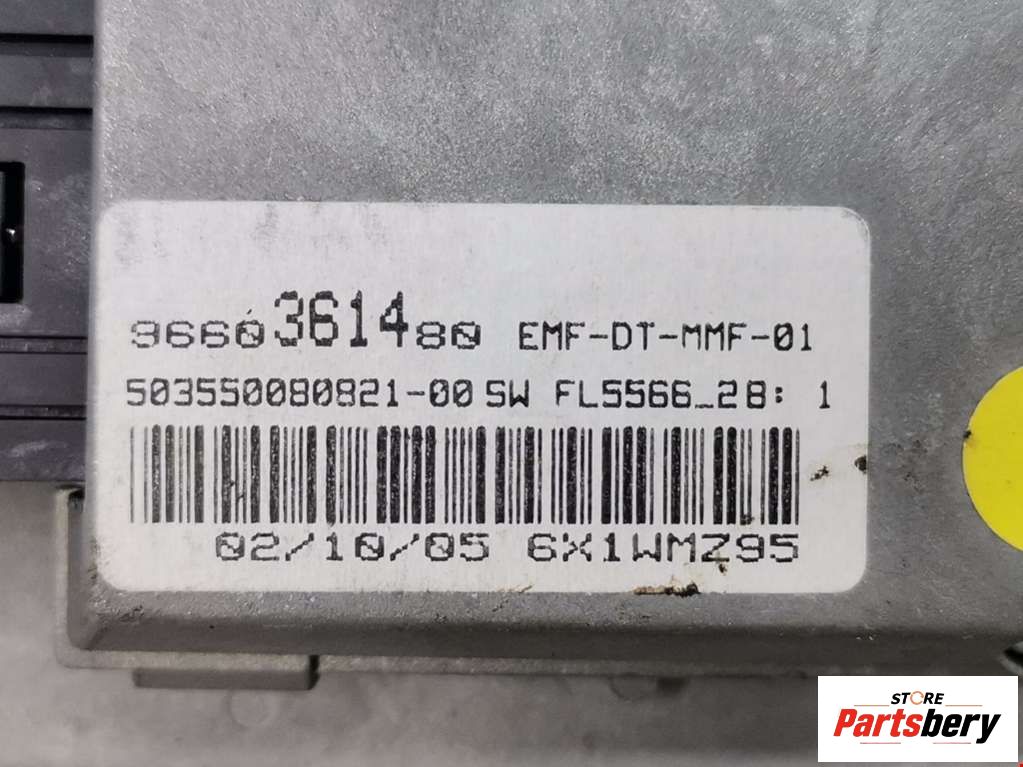 9660361480 EMF-DT-MMF-01
503550080821-00 SW FL5566_28: 1
02/10/05 6X1WMZ95
STORE
Partsbery